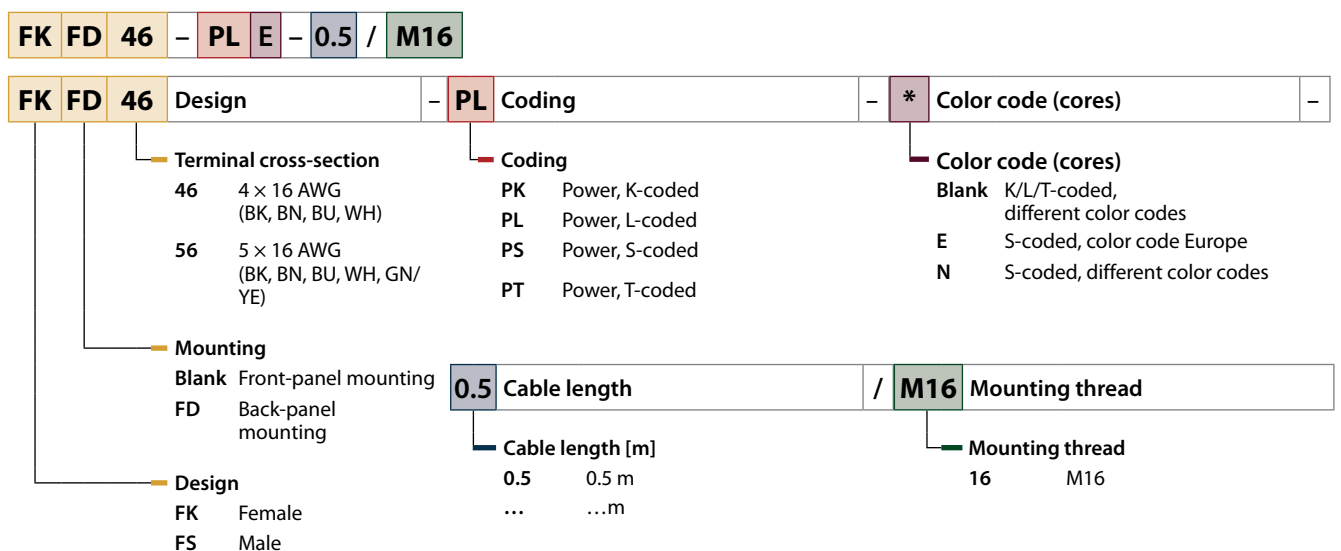 FK FD 46 – PL E – 0.5 / M16
FK FD 46 Design – PL Coding – * Color code (cores) –
Terminal cross-section
46 4 × 16 AWG
(BK, BN, BU, WH)
56 5 × 16 AWG
(BK, BN, BU, WH, GN/
YE)
Mounting
Blank Front-panel mounting
FD Back-panel
mounting
Design
FK Female
FS Male
Coding
PK Power, K-coded
PL Power, L-coded
PS Power, S-coded
PT Power, T-coded
Color code (cores)
Blank K/L/T-coded,
different color codes
E S-coded, color code Europe
N S-coded, different color codes
0.5 Cable length / M16 Mounting thread
Cable length [m]
0.5 0.5 m
... ...m
Mounting thread
16 M16